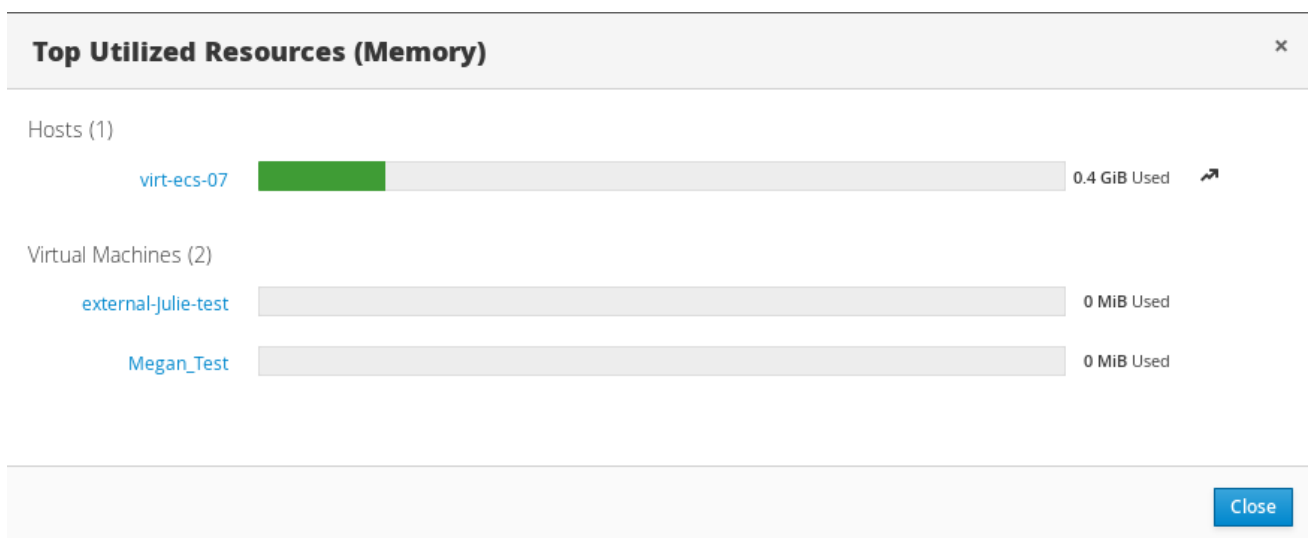 Top Utilized Resources (Memory)
×
Hosts (1)
virt-ecs-07 0.4 GiB Used
Virtual Machines (2)
external-Julie-test 0 MiB Used
Megan_Test 0 MiB Used
Close